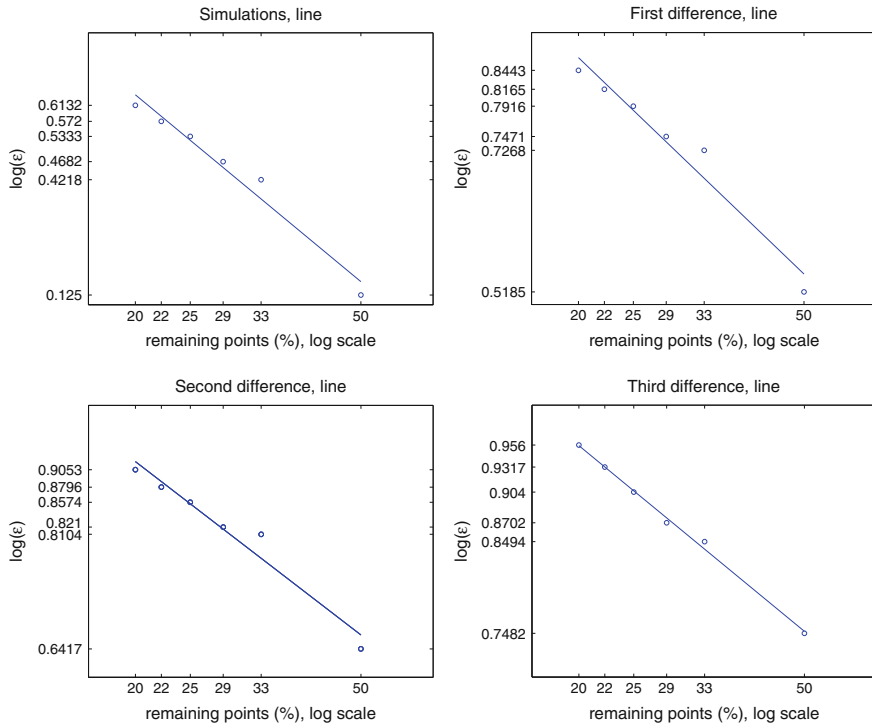 Simulations, line
0.6132
0.572
0.5333
0.4682
0.4218
0.125
log(ε)
20 22 25 29 33 50
remaining points (%), log scale
First difference, line
0.8443
0.8165
0.7916
0.7471
0.7268
0.5185
log(ε)
20 22 25 29 33 50
remaining points (%), log scale
Second difference, line
0.9053
0.8796
0.8574
0.821
0.8104
0.6417
log(ε)
20 22 25 29 33 50
remaining points (%), log scale
Third difference, line
0.956
0.9317
0.904
0.8702
0.8494
0.7482
log(ε)
20 22 25 29 33 50
remaining points (%), log scale